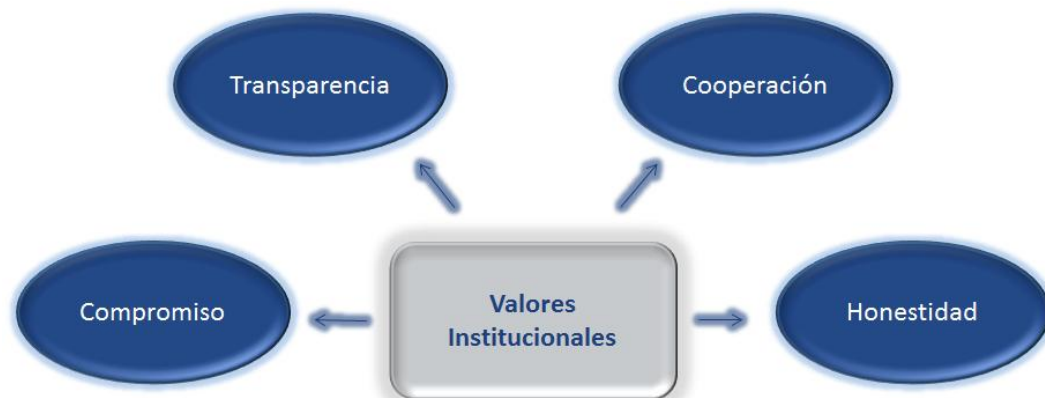 Transparencia
Cooperación
Compromiso
Valores
Institucionales
Honestidad